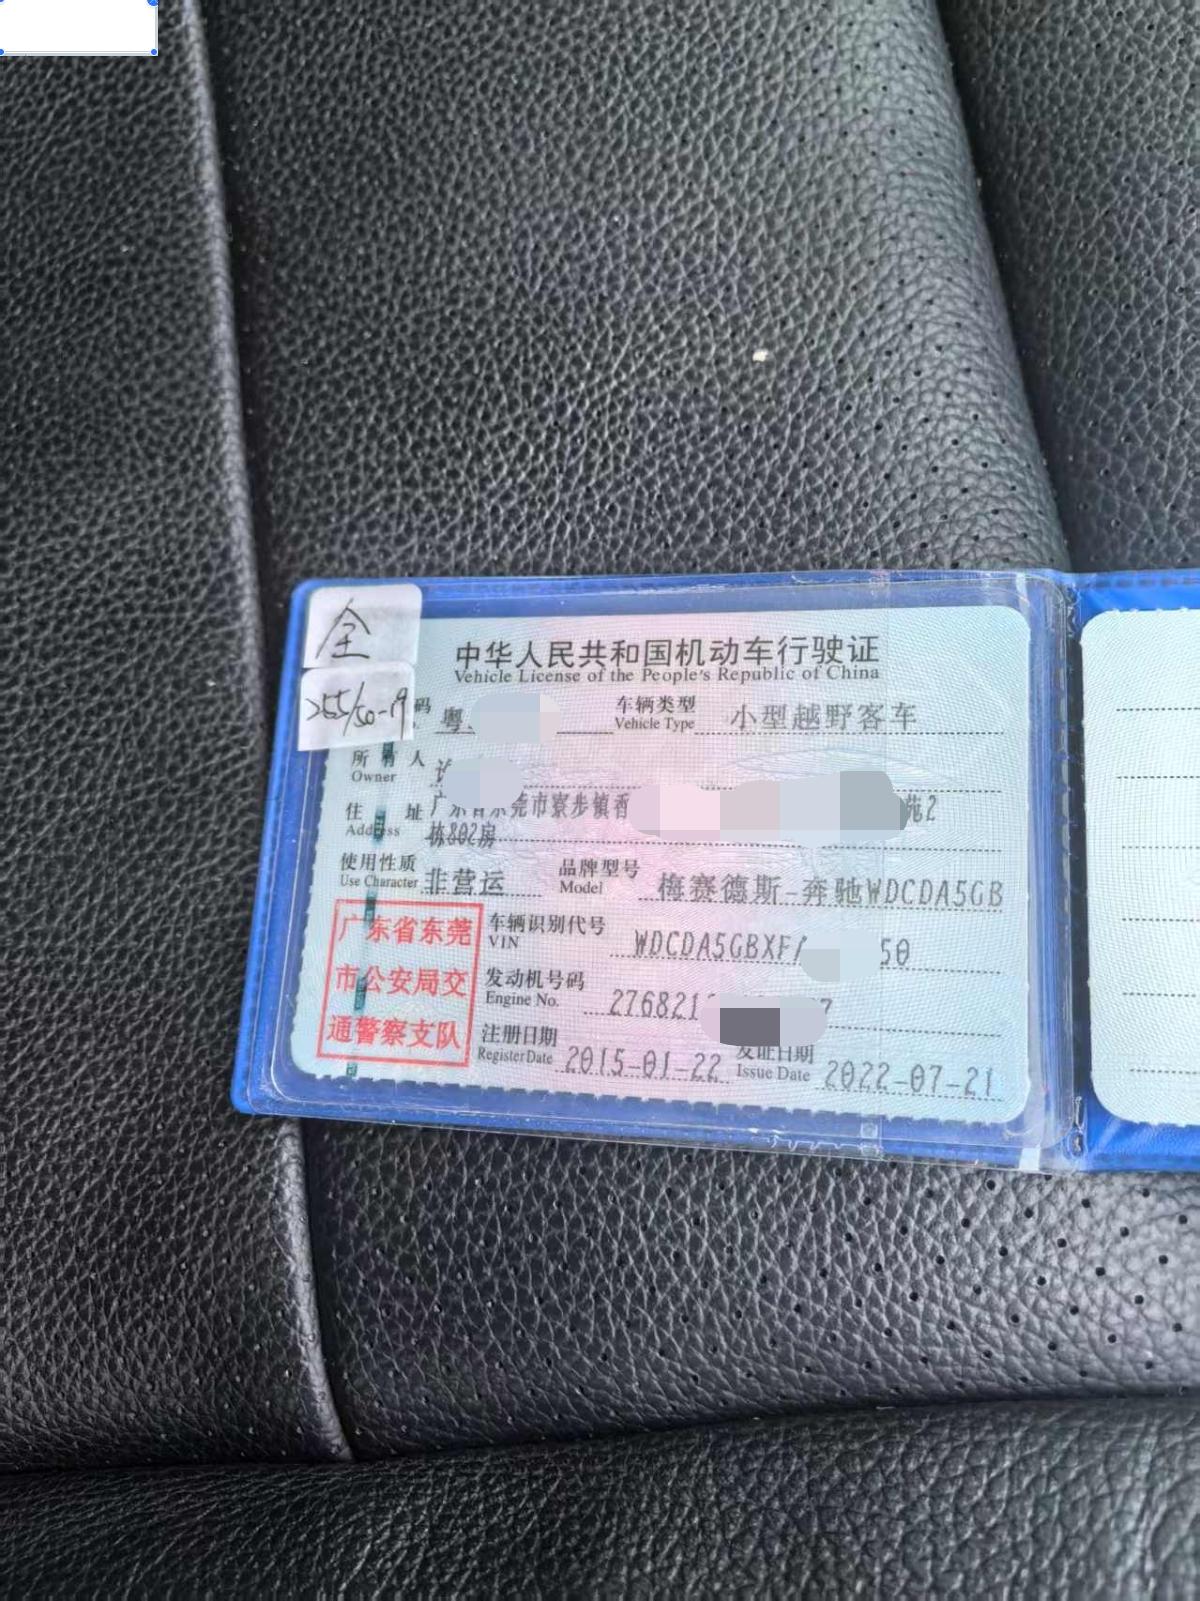 全
255/50-19
中华人民共和国机动车行驶证
Vehicle License of the People's Republic of China
码 粤 车辆类型 小型越野客车
Vehicle Type
所有人
Owner
住址 广东省东莞市寮步镇香 苑2
Address 栋802房
使用性质 非营运 品牌型号 梅赛德斯-奔驰WDCDA5GB
Use Character Model
广东省东莞
市公安局交
通警察支队
车辆识别代号 WDCDA5GBXF 50
VIN
发动机号码 276821 7
Engine No.
注册日期 2015-01-22 发证日期 2022-07-21
Register Date Issue Date